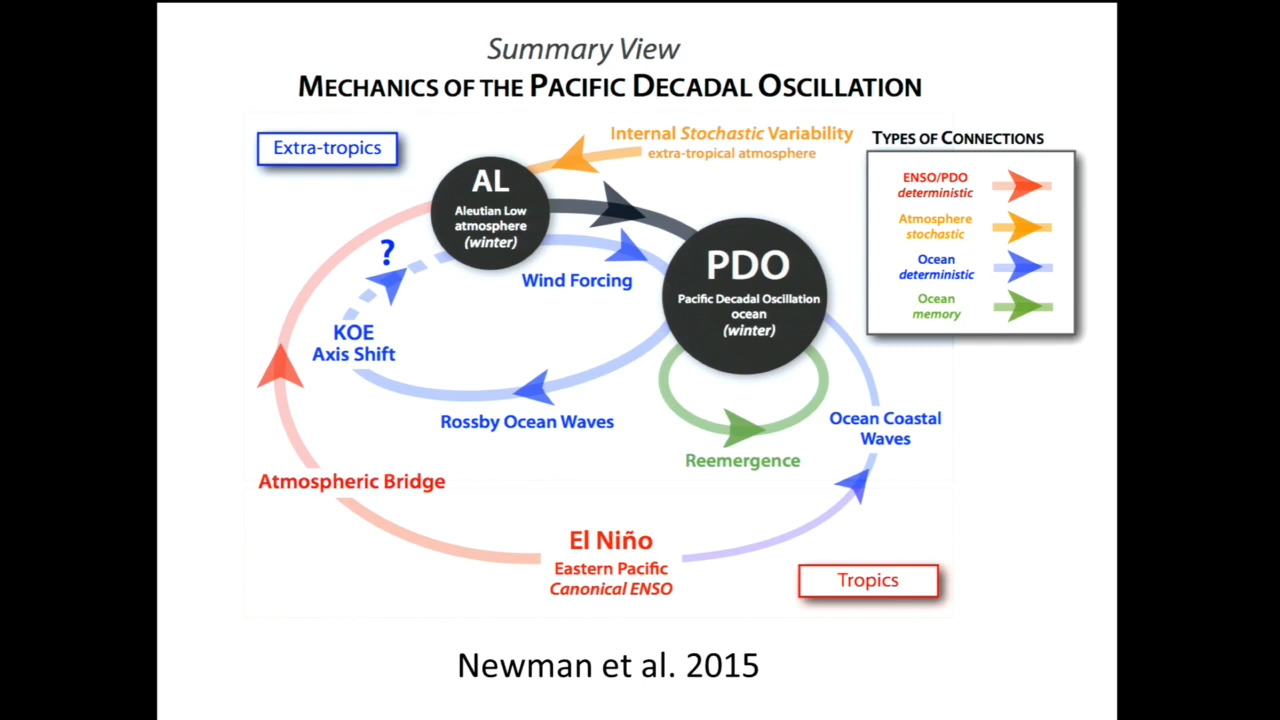 Summary View
MECHANICS OF THE PACIFIC DECADAL OSCILLATION
Extra-tropics
Internal Stochastic Variability
extra-tropical atmosphere
TYPES OF CONNECTIONS
ENSO/PDO
deterministic
Atmosphere
stochastic
Ocean
deterministic
Ocean
memory
AL
Aleutian Low
atmosphere
(winter)
?
Wind Forcing
PDO
Pacific Decadal Oscillation
ocean
(winter)
KOE
Axis Shift
Rossby Ocean Waves
Reemergence
Ocean Coastal
Waves
Atmospheric Bridge
El Niño
Eastern Pacific
Canonical ENSO
Tropics
Newman et al. 2015